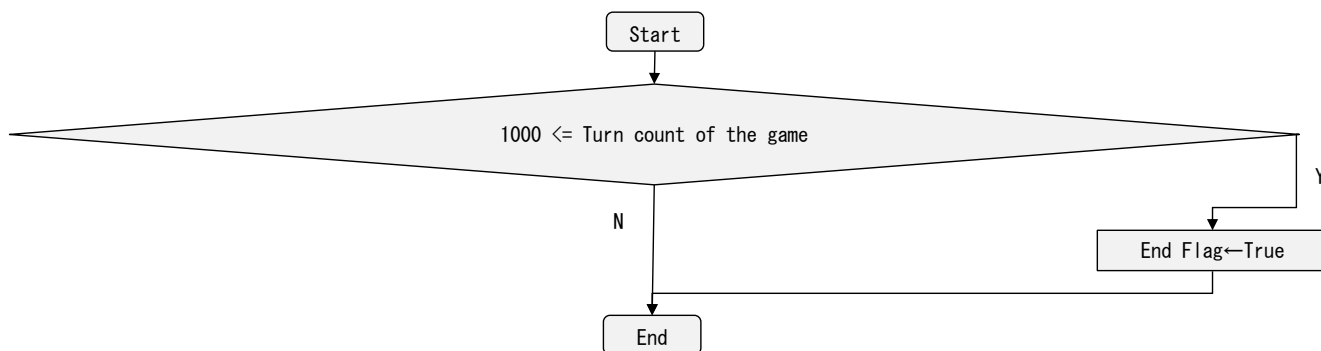 Start
1000 <= Turn count of the game
Y
N
End Flag←True
End